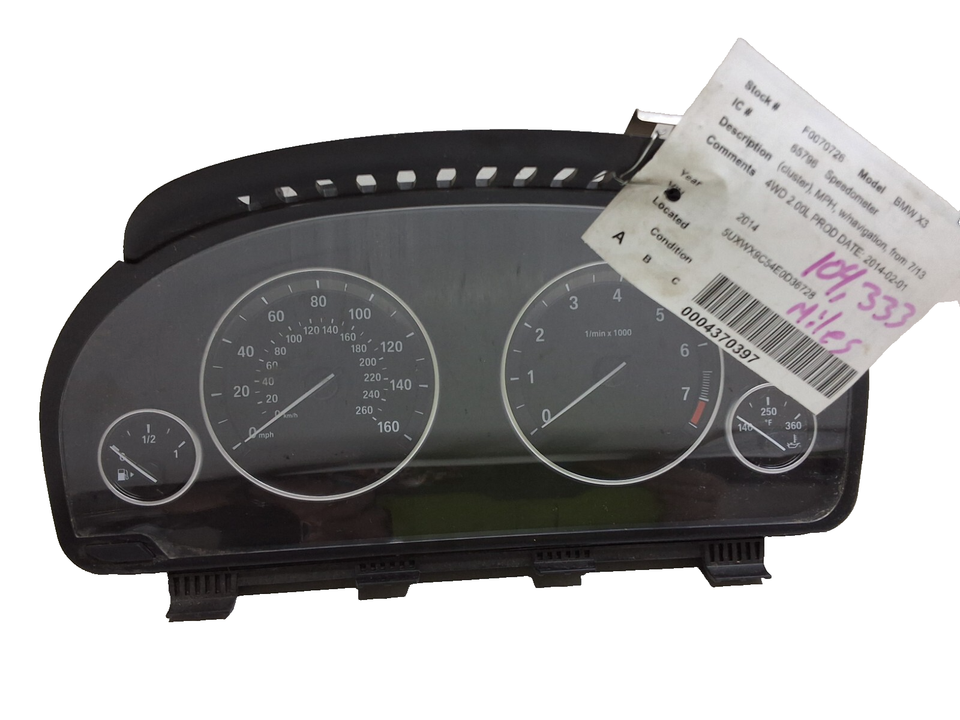 Stock # F0070726 Model BMW X3
IC # 65796 Speedometer
Description (cluster), MPH, w/navigation, from 7/13
Comments 4WD 2.00L PROD DATE 2014-02-01
Year 2014
Located 5UXWX9C54E0D36728
Condition
A B C
104,333
Miles
0004370397
0 20 40 60 80 100 120 140 160
mph
0 20 40 60 80 100 120 140 160 180 200 220 240 260
km/h
0 1 2 3 4 5 6 7
1/min x 1000
1/2 1
140 250 360
°F